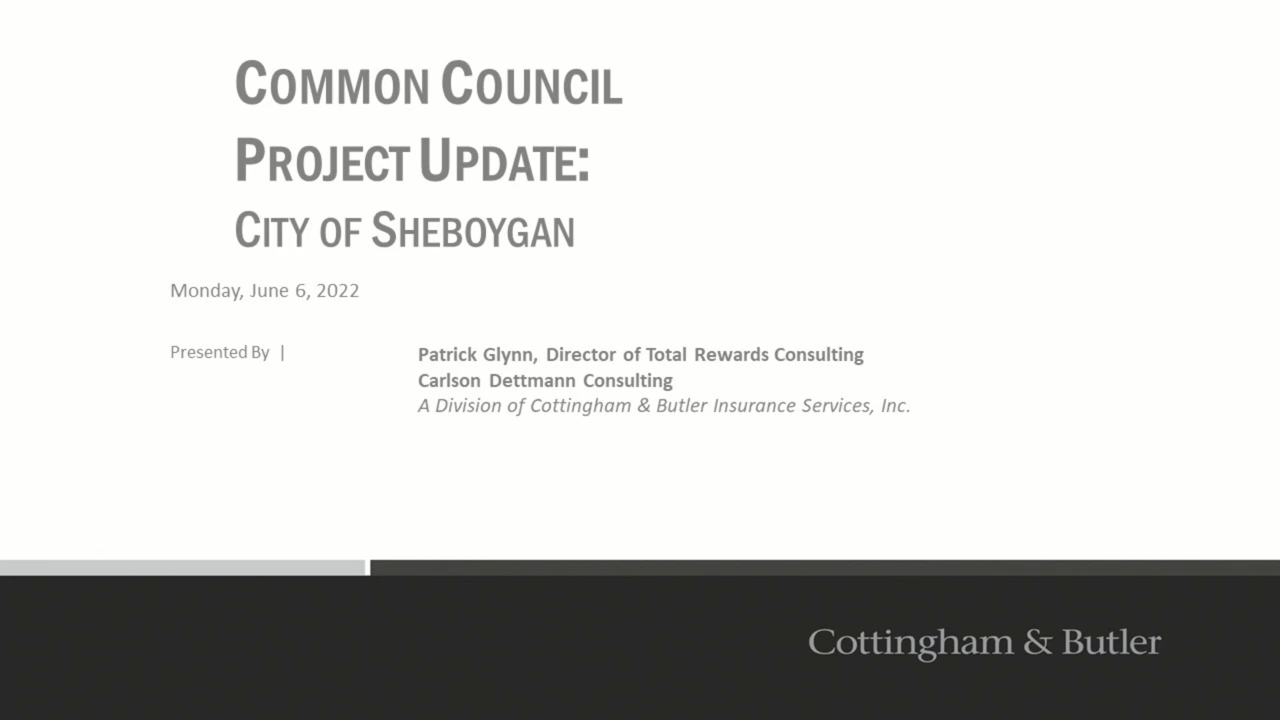 COMMON COUNCIL
PROJECT UPDATE:
CITY OF SHEBOYGAN
Monday, June 6, 2022
Presented By |
Patrick Glynn, Director of Total Rewards Consulting
Carlson Dettmann Consulting
A Division of Cottingham & Butler Insurance Services, Inc.
Cottingham & Butler